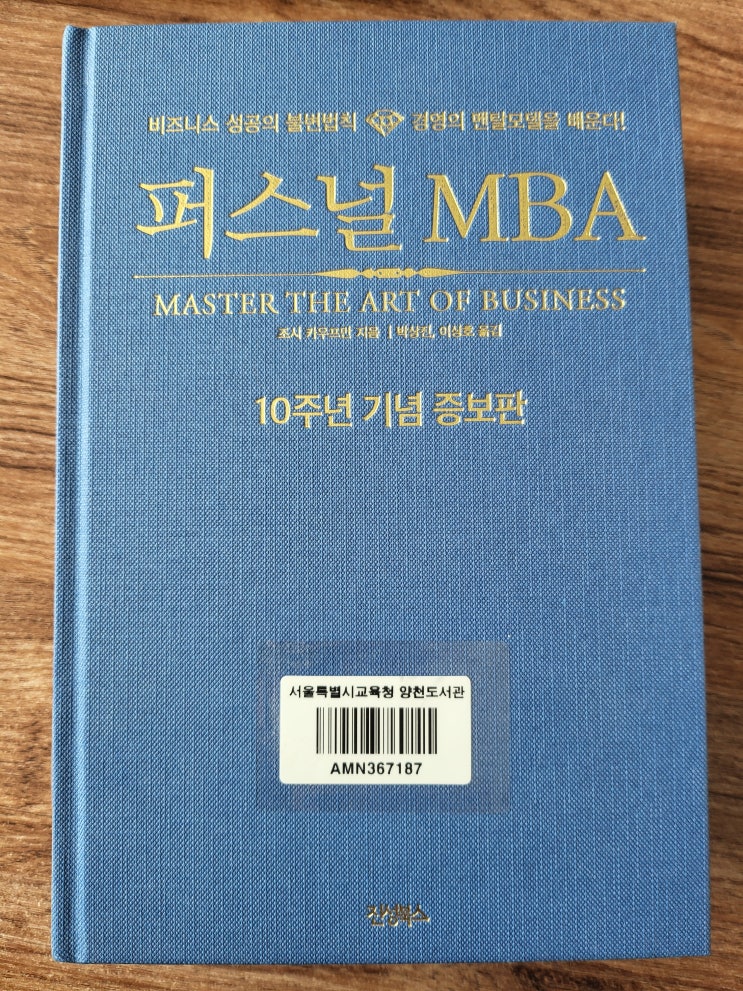 비즈니스 성공의 불변법칙 경영의 멘탈모델을 배운다!
퍼스널 MBA
MASTER THE ART OF BUSINESS
조시 카우프만 지음 | 박상진, 이상호 옮김
10주년 기념 증보판
서울특별시교육청 양천도서관
AMN367187
진성북스